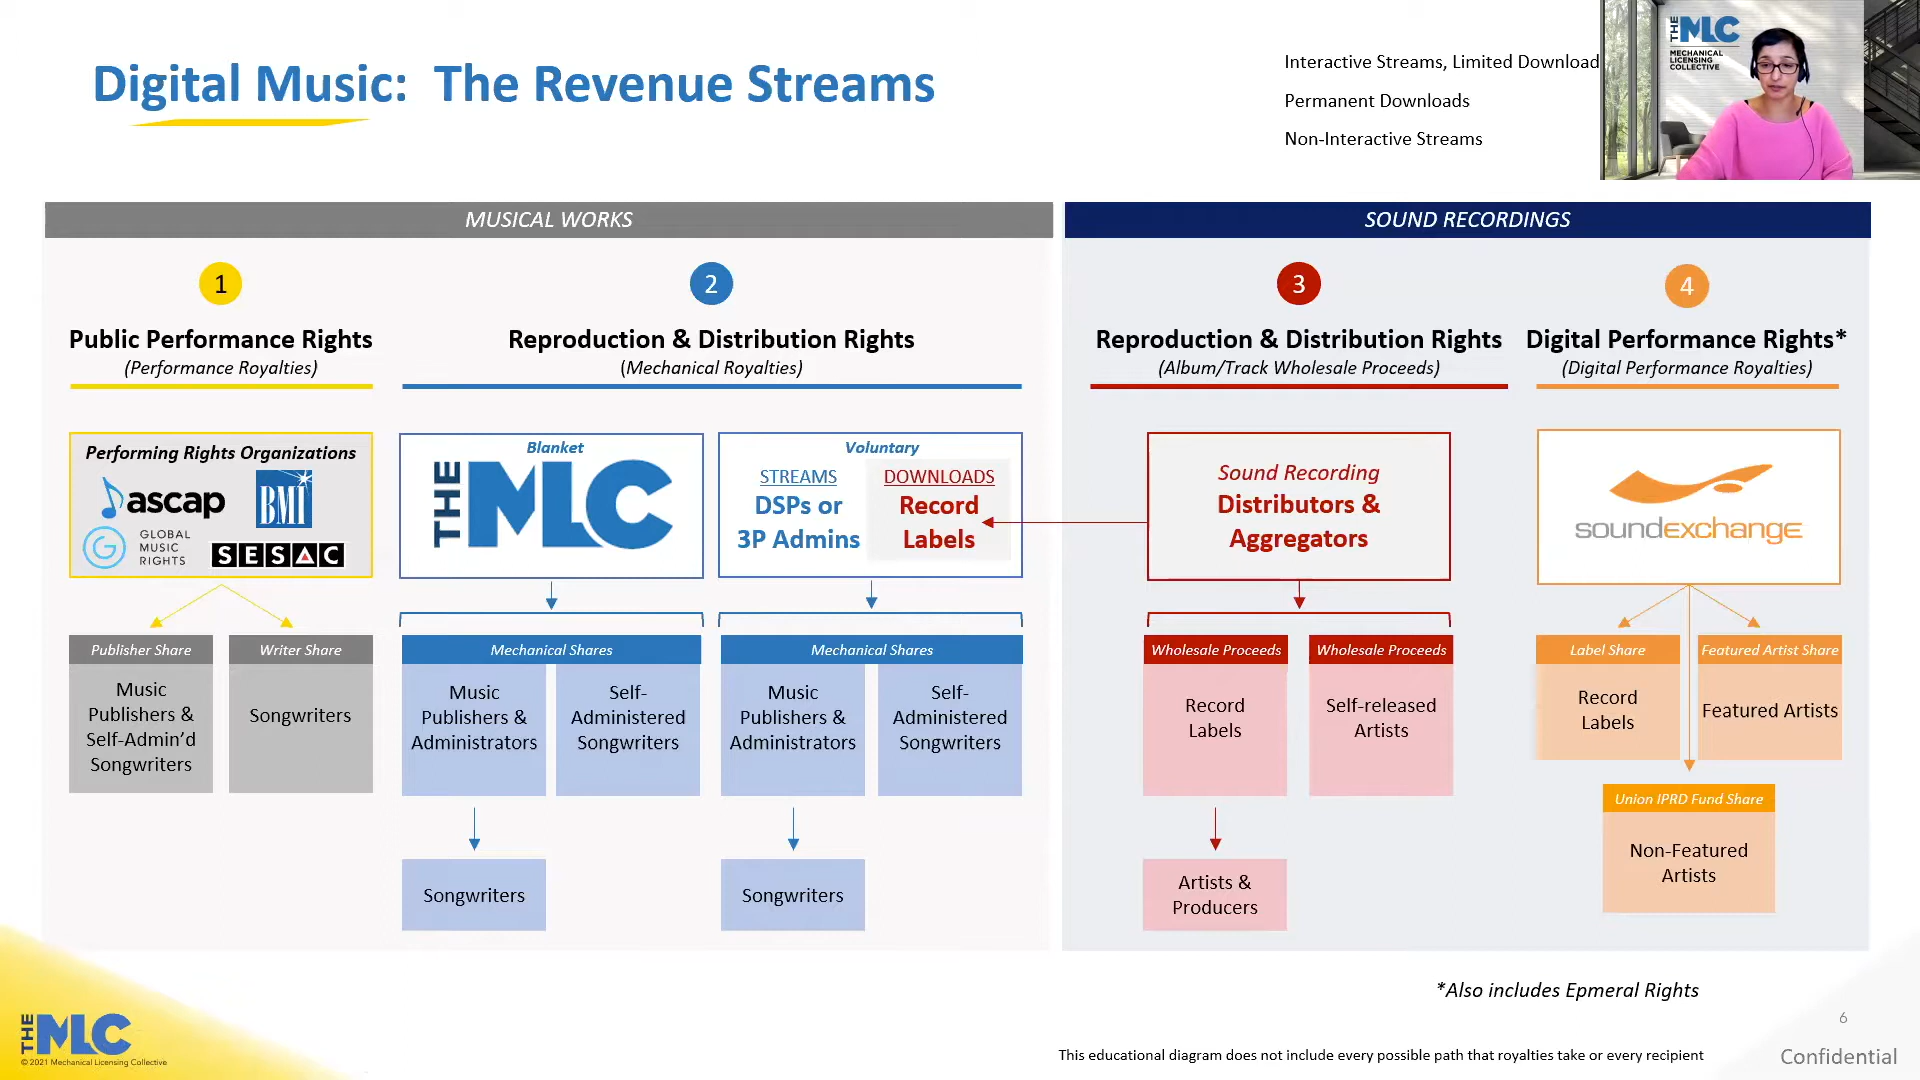 Digital Music: The Revenue Streams
Interactive Streams, Limited Download
Permanent Downloads
Non-Interactive Streams
THE MLC
MECHANICAL
LICENSING
COLLECTIVE
MUSICAL WORKS
SOUND RECORDINGS
1
Public Performance Rights
(Performance Royalties)
2
Reproduction & Distribution Rights
(Mechanical Royalties)
3
Reproduction & Distribution Rights
(Album/Track Wholesale Proceeds)
4
Digital Performance Rights*
(Digital Performance Royalties)
Performing Rights Organizations
ascap
BMI
G
GLOBAL
MUSIC
RIGHTS
SESAC
Blanket
THE MLC
Voluntary
STREAMS
DSPs or
3P Admins
DOWNLOADS
Record
Labels
Sound Recording
Distributors &
Aggregators
soundexchange
Publisher Share
Music
Publishers &
Self-Admin’d
Songwriters
Writer Share
Songwriters
Mechanical Shares
Music
Publishers &
Administrators
Self-
Administered
Songwriters
Songwriters
Mechanical Shares
Music
Publishers &
Administrators
Self-
Administered
Songwriters
Songwriters
Wholesale Proceeds
Record
Labels
Artists &
Producers
Wholesale Proceeds
Self-released
Artists
Label Share
Record
Labels
Featured Artist Share
Featured Artists
Union IPRD Fund Share
Non-Featured
Artists
*Also includes Epmeral Rights
6
THE MLC
© 2021 Mechanical Licensing Collective
This educational diagram does not include every possible path that royalties take or every recipient
Confidential